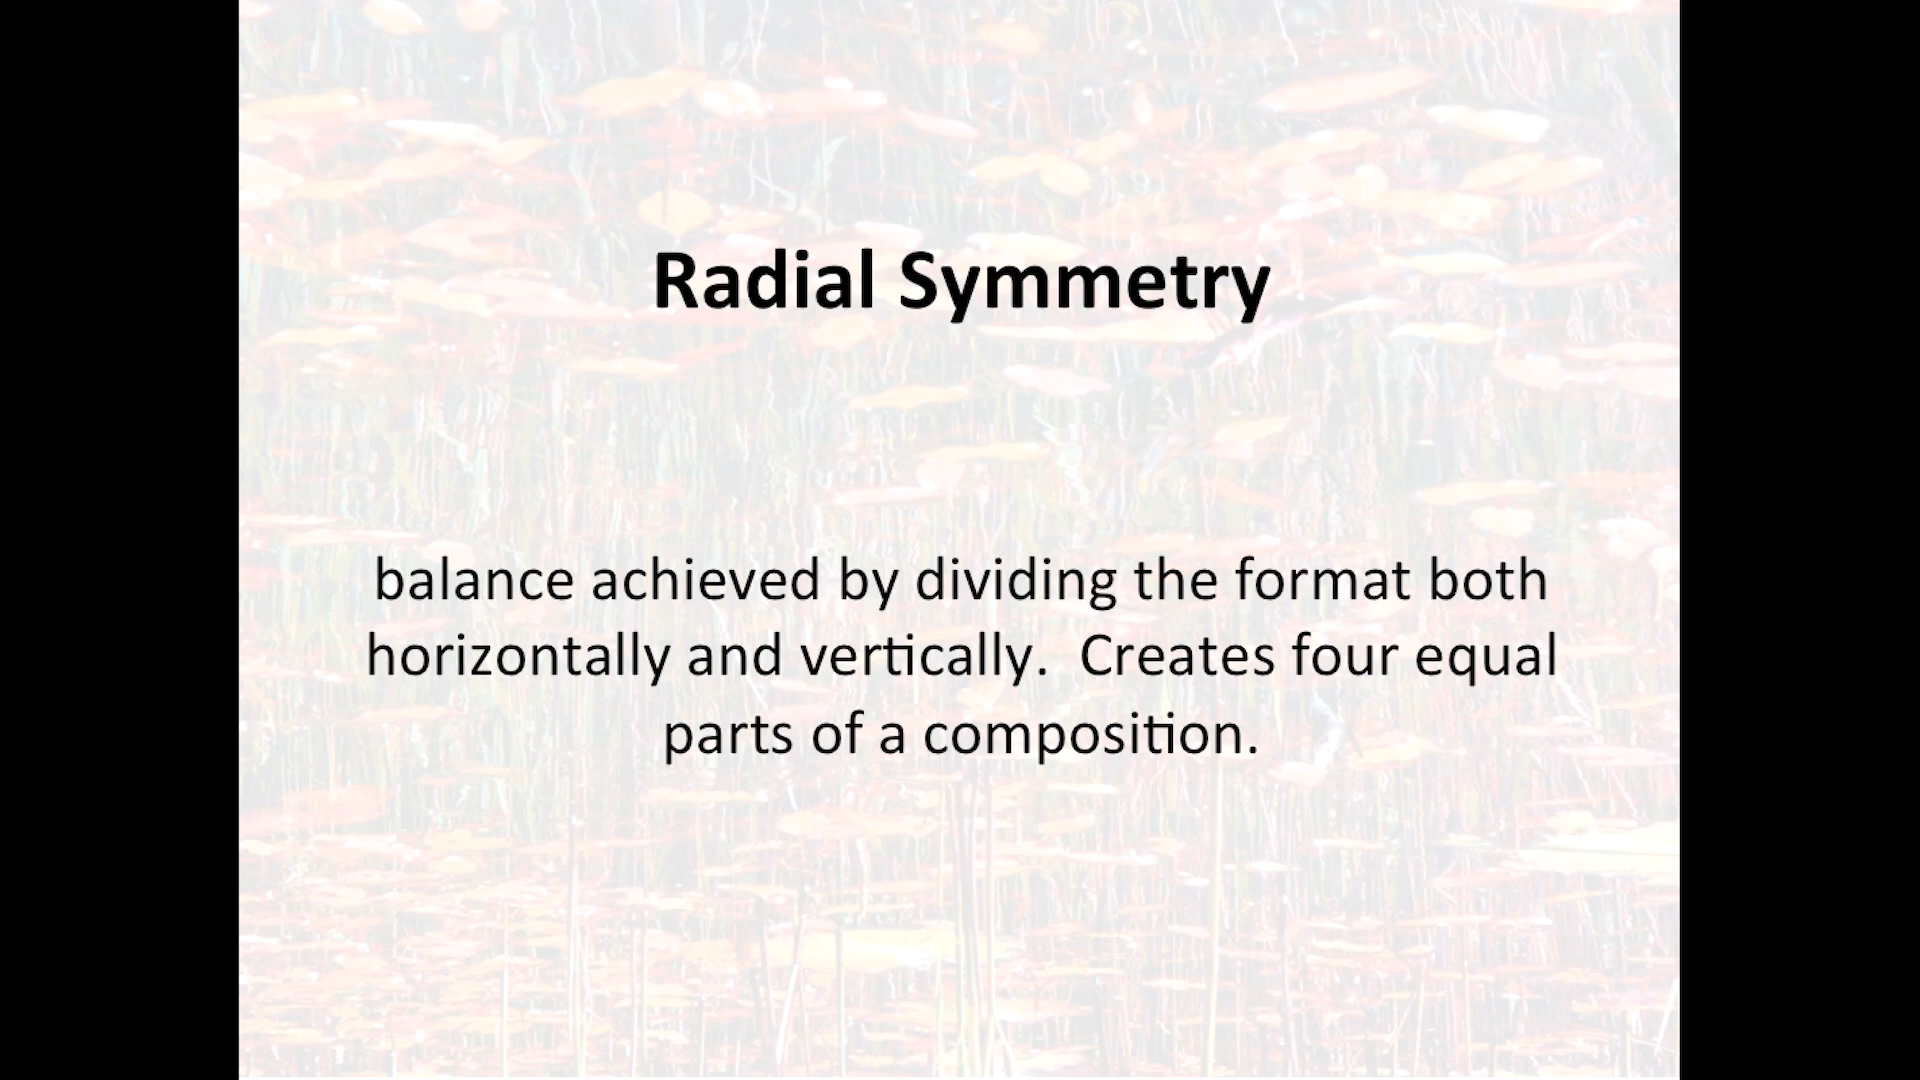 Radial Symmetry
balance achieved by dividing the format both
horizontally and vertically.  Creates four equal
parts of a composition.